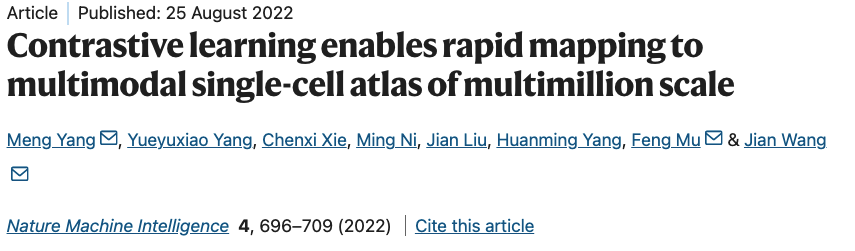 Article | Published: 25 August 2022
Contrastive learning enables rapid mapping to
multimodal single-cell atlas of multimillion scale
Meng Yang, Yueyuxiao Yang, Chenxi Xie, Ming Ni, Jian Liu, Huanming Yang, Feng Mu & Jian Wang
Nature Machine Intelligence 4, 696–709 (2022) | Cite this article